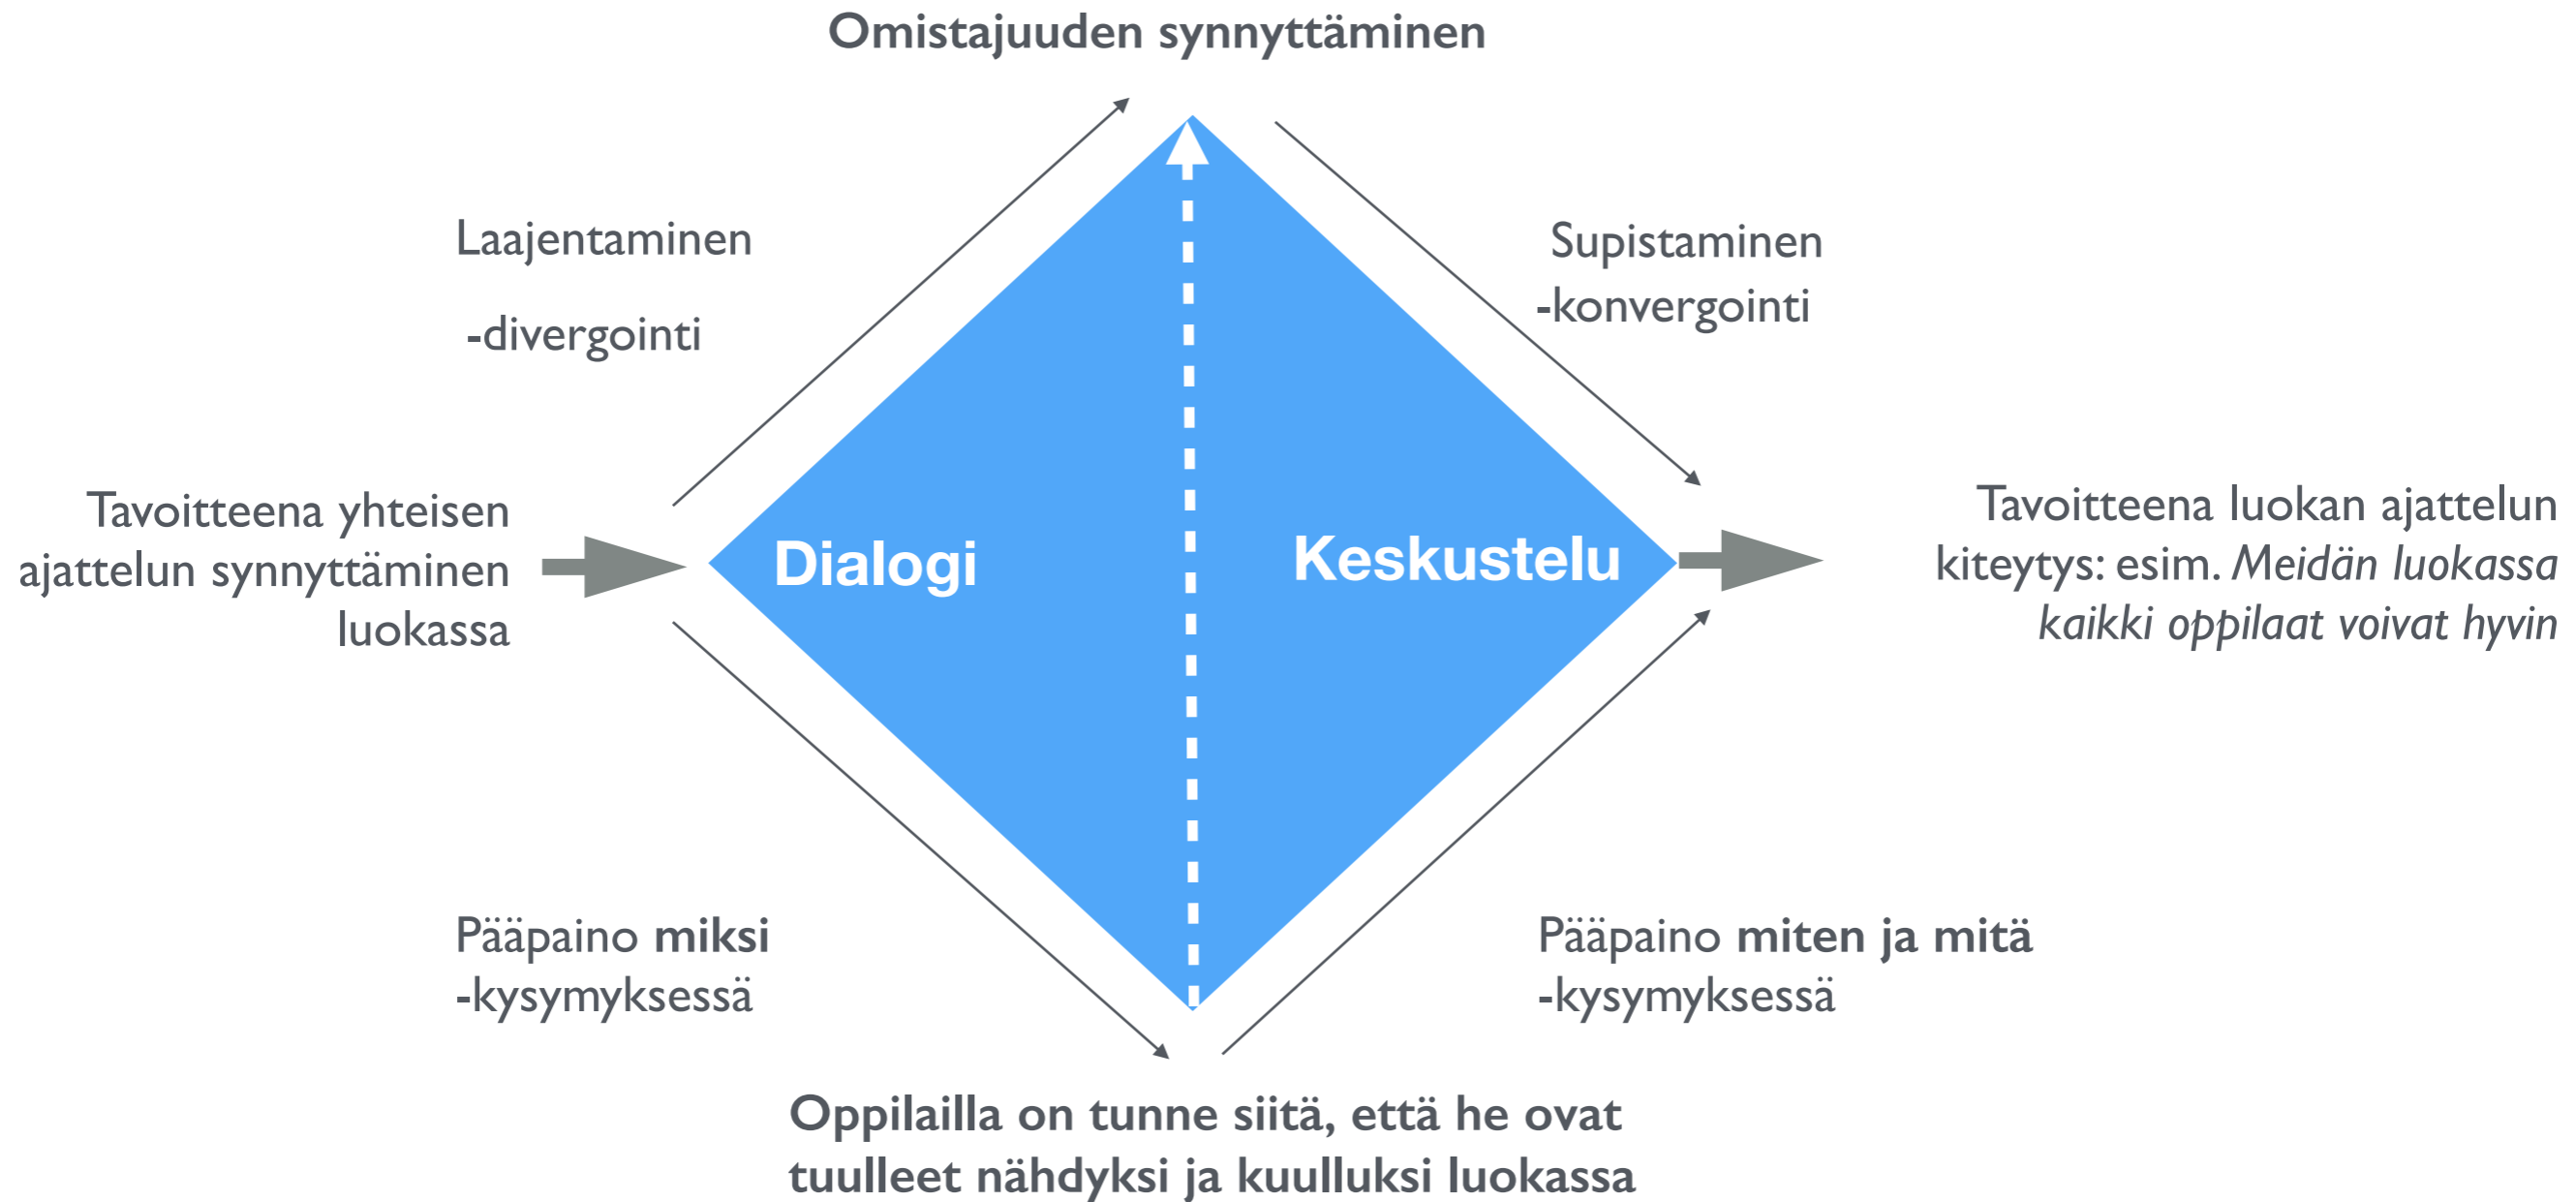 Omistajuuden synnyttäminen
Laajentaminen
-divergointi
Supistaminen
-konvergointi
Tavoitteena yhteisen
ajattelun synnyttäminen
luokassa
Dialogi
Keskustelu
Tavoitteena luokan ajattelun
kiteytys: esim. Meidän luokassa
kaikki oppilaat voivat hyvin
Pääpaino miksi
-kysymyksessä
Pääpaino miten ja mitä
-kysymyksessä
Oppilailla on tunne siitä, että he ovat
tuulleet nähdyksi ja kuulluksi luokassa